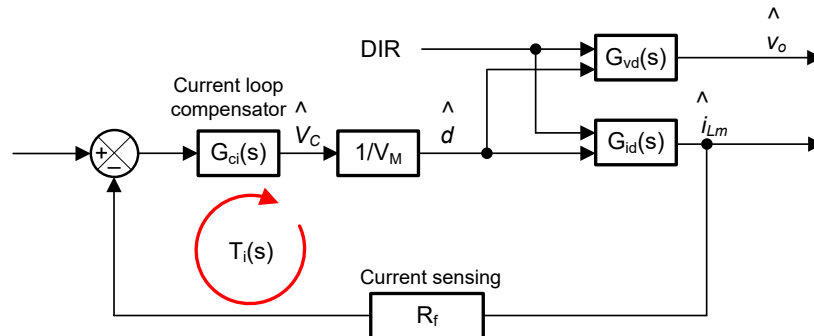 DIR
G_vd(s)
^
v_o
Current loop
compensator
G_ci(s)
^
V_C
1/V_M
^
d
G_id(s)
^
i_Lm
+
−
T_i(s)
Current sensing
R_f